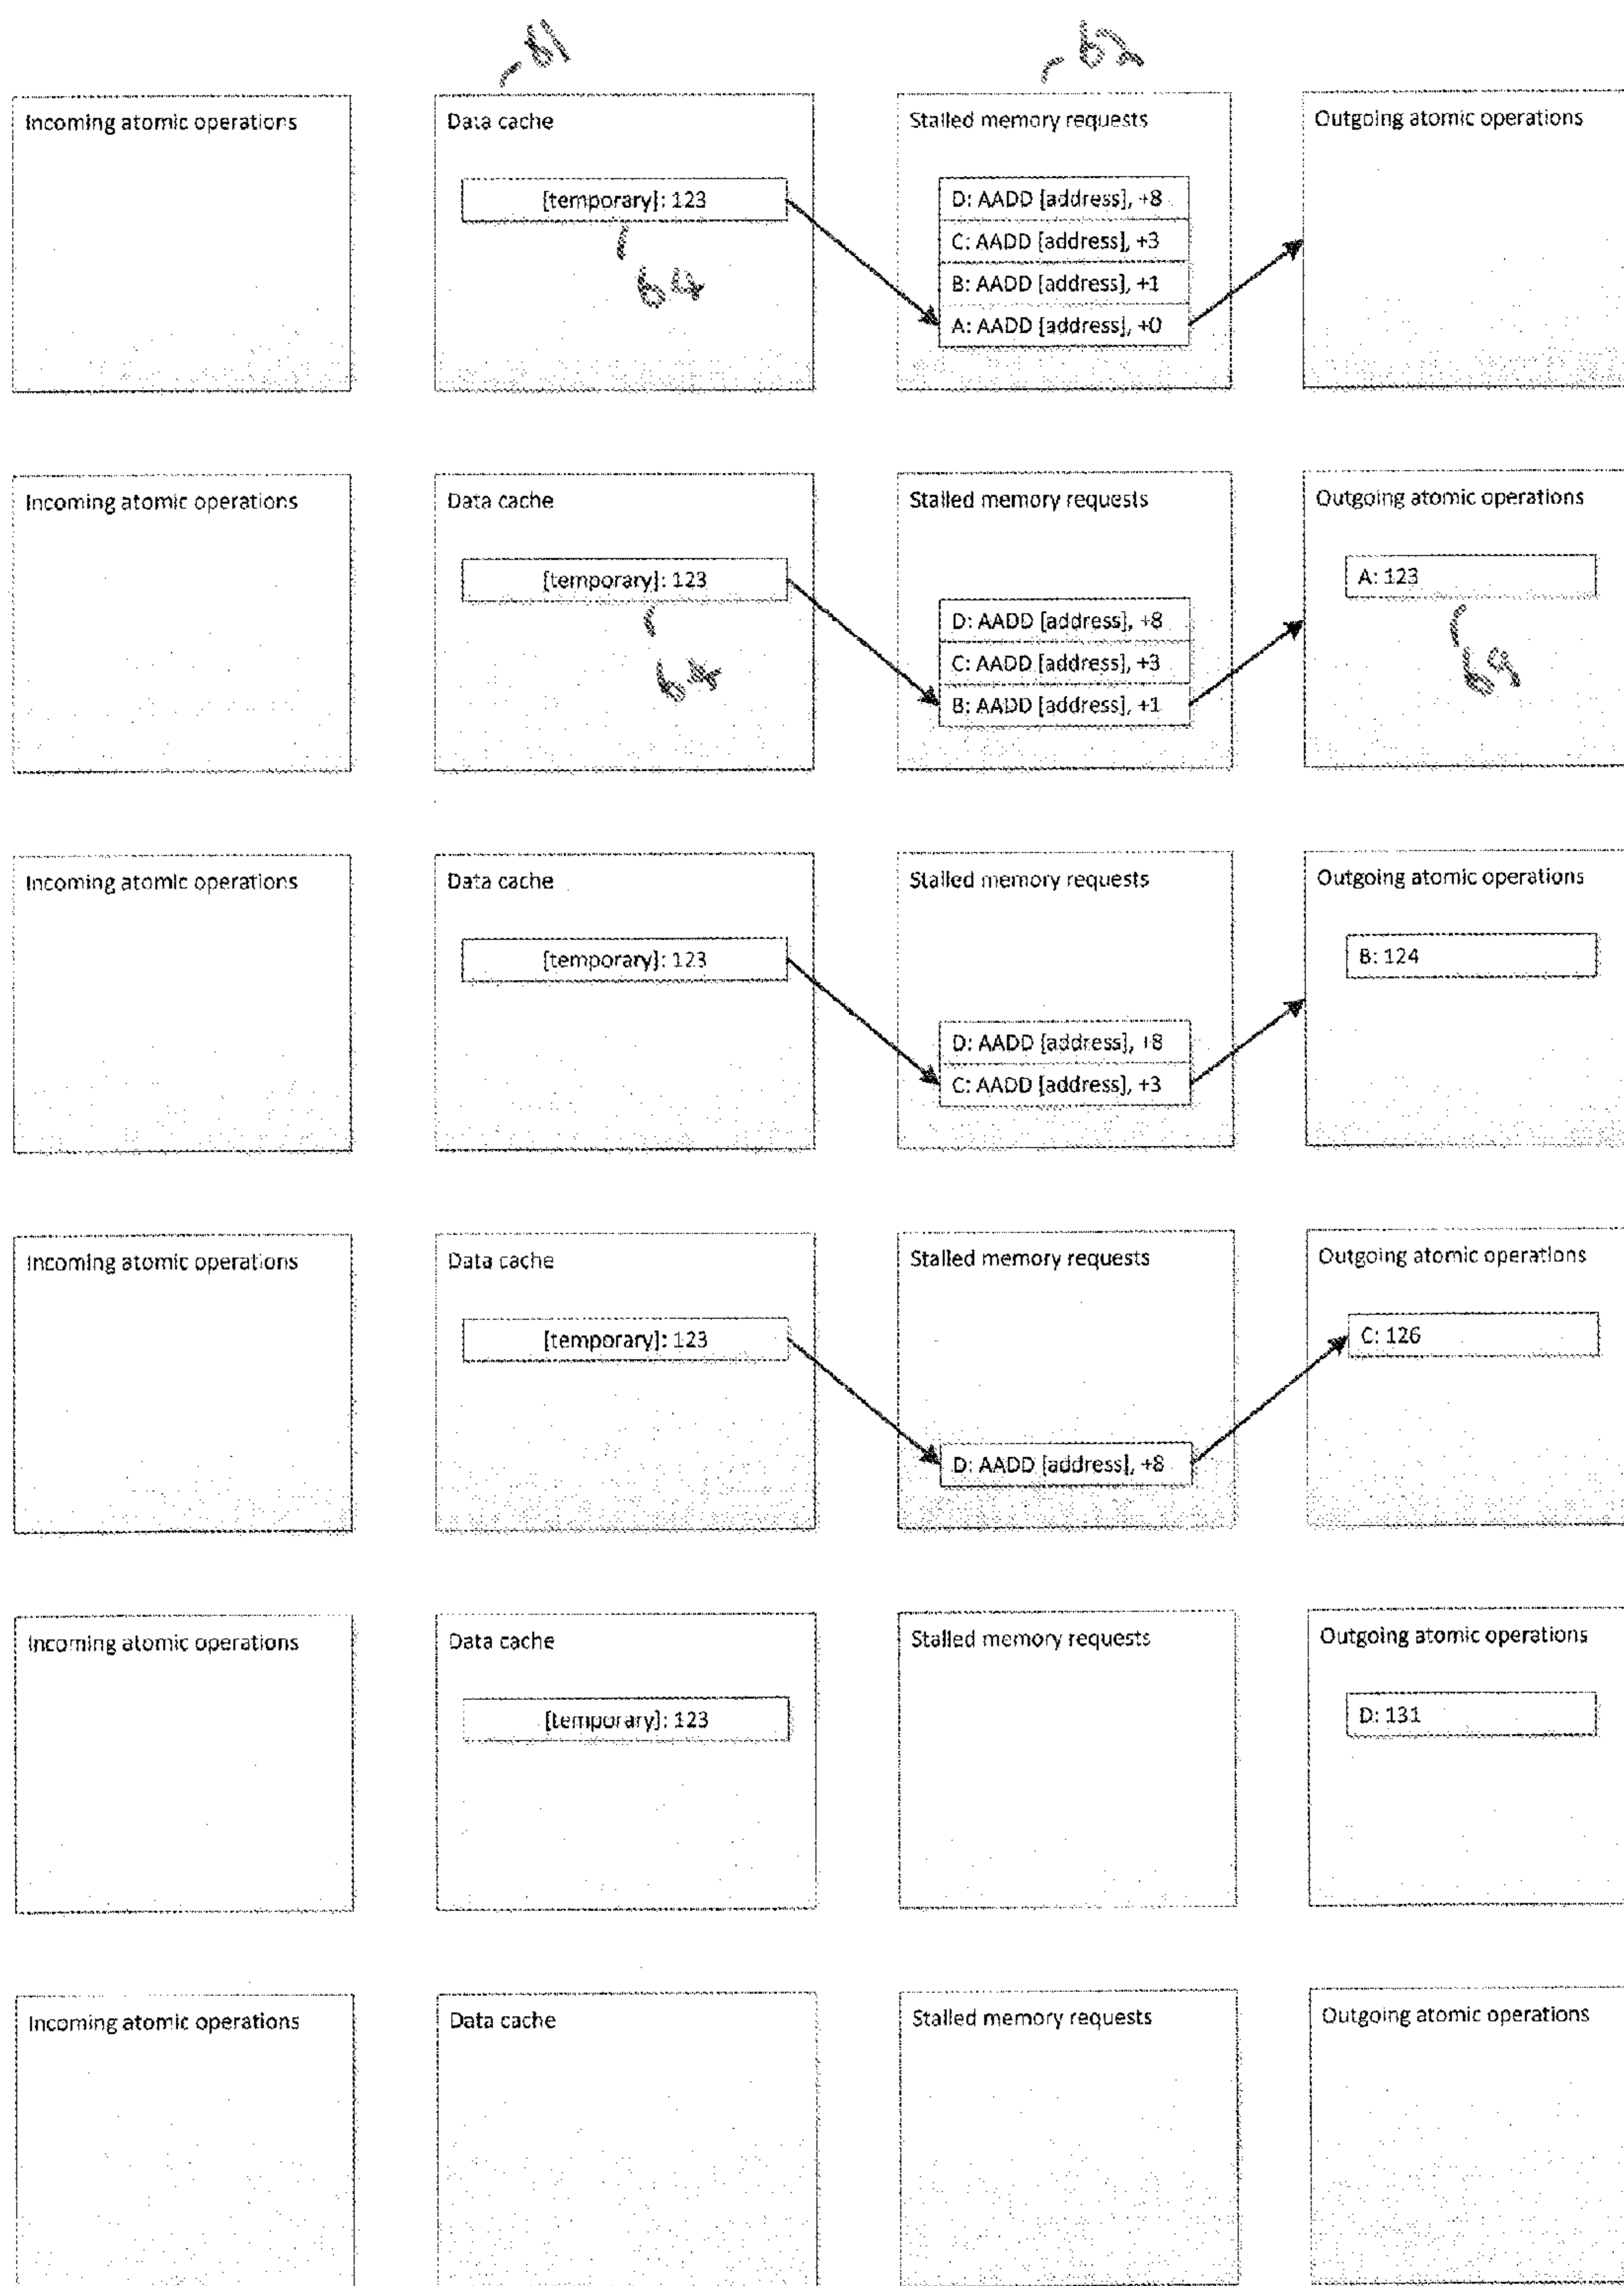 61
62
Incoming atomic operations
Data cache
[temporary]: 123
64
Stalled memory requests
D: AADD [address], +8
C: AADD [address], +3
B: AADD [address], +1
A: AADD [address], +0
Outgoing atomic operations
Incoming atomic operations
Data cache
[temporary]: 123
64
Stalled memory requests
D: AADD [address], +8
C: AADD [address], +3
B: AADD [address], +1
Outgoing atomic operations
A: 123
69
Incoming atomic operations
Data cache
[temporary]: 123
Stalled memory requests
D: AADD [address], +8
C: AADD [address], +3
Outgoing atomic operations
B: 124
Incoming atomic operations
Data cache
[temporary]: 123
Stalled memory requests
D: AADD [address], +8
Outgoing atomic operations
C: 126
Incoming atomic operations
Data cache
[temporary]: 123
Stalled memory requests
Outgoing atomic operations
D: 131
Incoming atomic operations
Data cache
Stalled memory requests
Outgoing atomic operations